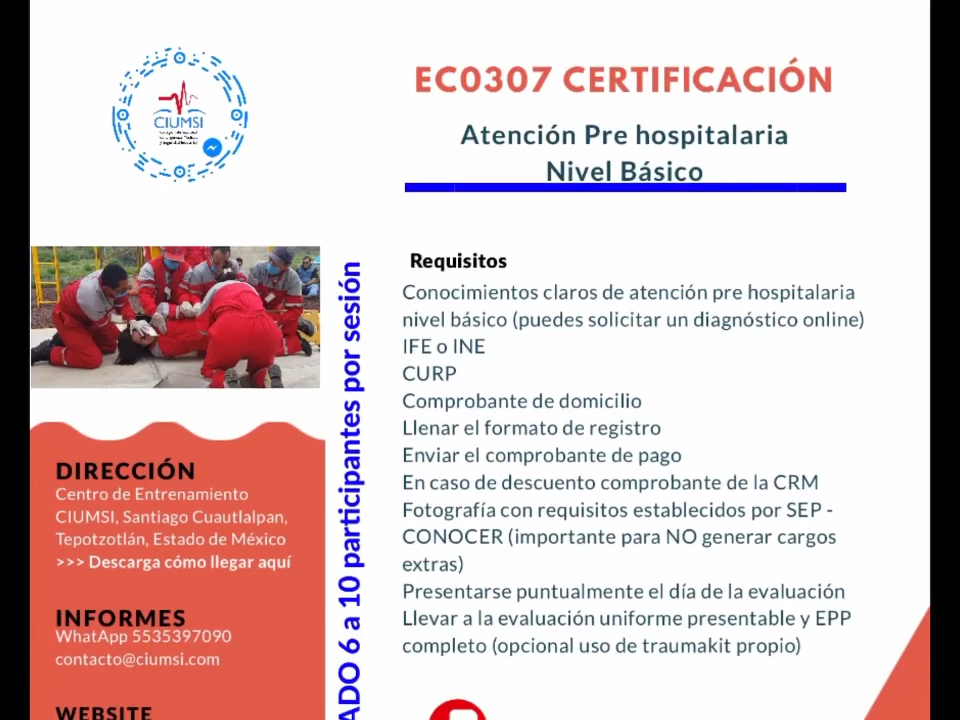 CIUMSI
EC0307 CERTIFICACIÓN
Atención Pre hospitalaria
Nivel Básico
Requisitos
Conocimientos claros de atención pre hospitalaria
nivel básico (puedes solicitar un diagnóstico online)
IFE o INE
CURP
Comprobante de domicilio
Llenar el formato de registro
Enviar el comprobante de pago
En caso de descuento comprobante de la CRM
Fotografía con requisitos establecidos por SEP -
CONOCER (importante para NO generar cargos
extras)
Presentarse puntualmente el día de la evaluación
Llevar a la evaluación uniforme presentable y EPP
completo (opcional uso de traumakit propio)
ADO 6 a 10 participantes por sesión
DIRECCIÓN
Centro de Entrenamiento
CIUMSI, Santiago Cuautlalpan,
Tepotzotlán, Estado de México
>>> Descarga cómo llegar aquí
INFORMES
WhatApp 5535397090
contacto@ciumsi.com
WEBSITE